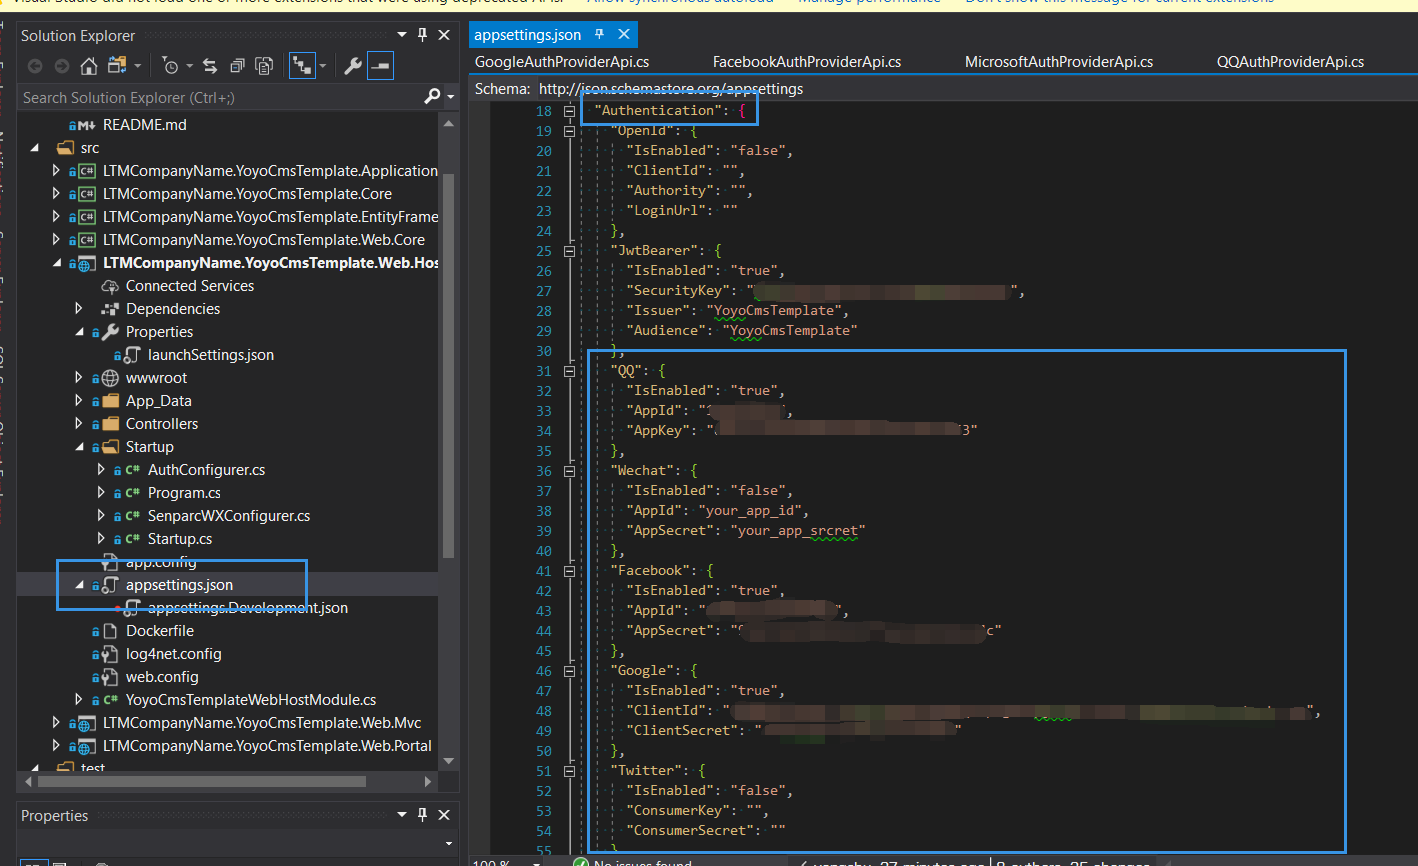 Solution Explorer
Search Solution Explorer (Ctrl+;)
README.md
src
LTMCompanyName.YoyoCmsTemplate.Application
LTMCompanyName.YoyoCmsTemplate.Core
LTMCompanyName.YoyoCmsTemplate.EntityFrame
LTMCompanyName.YoyoCmsTemplate.Web.Core
LTMCompanyName.YoyoCmsTemplate.Web.Hos
Connected Services
Dependencies
Properties
launchSettings.json
wwwroot
App_Data
Controllers
Startup
AuthConfigurer.cs
Program.cs
SenparcWXConfigurer.cs
Startup.cs
app.config
appsettings.json
appsettings.Development.json
Dockerfile
log4net.config
web.config
YoyoCmsTemplateWebHostModule.cs
LTMCompanyName.YoyoCmsTemplate.Web.Mvc
LTMCompanyName.YoyoCmsTemplate.Web.Portal
test
Properties
appsettings.json
GoogleAuthProviderApi.cs FacebookAuthProviderApi.cs MicrosoftAuthProviderApi.cs QQAuthProviderApi.cs
Schema: http://json.schemastore.org/appsettings
18 "Authentication": {
19 "OpenId": {
20 "IsEnabled": "false",
21 "ClientId": "",
22 "Authority": "",
23 "LoginUrl": ""
24 },
25 "JwtBearer": {
26 "IsEnabled": "true",
27 "SecurityKey": "",
28 "Issuer": "YoyoCmsTemplate",
29 "Audience": "YoyoCmsTemplate"
30 },
31 "QQ": {
32 "IsEnabled": "true",
33 "AppId": "",
34 "AppKey": "3"
35 },
36 "Wechat": {
37 "IsEnabled": "false",
38 "AppId": "your_app_id",
39 "AppSecret": "your_app_srcret"
40 },
41 "Facebook": {
42 "IsEnabled": "true",
43 "AppId": "",
44 "AppSecret": "c"
45 },
46 "Google": {
47 "IsEnabled": "true",
48 "ClientId": "",
49 "ClientSecret": ""
50 },
51 "Twitter": {
52 "IsEnabled": "false",
53 "ConsumerKey": "",
54 "ConsumerSecret": ""
55 }
100 % No issues found